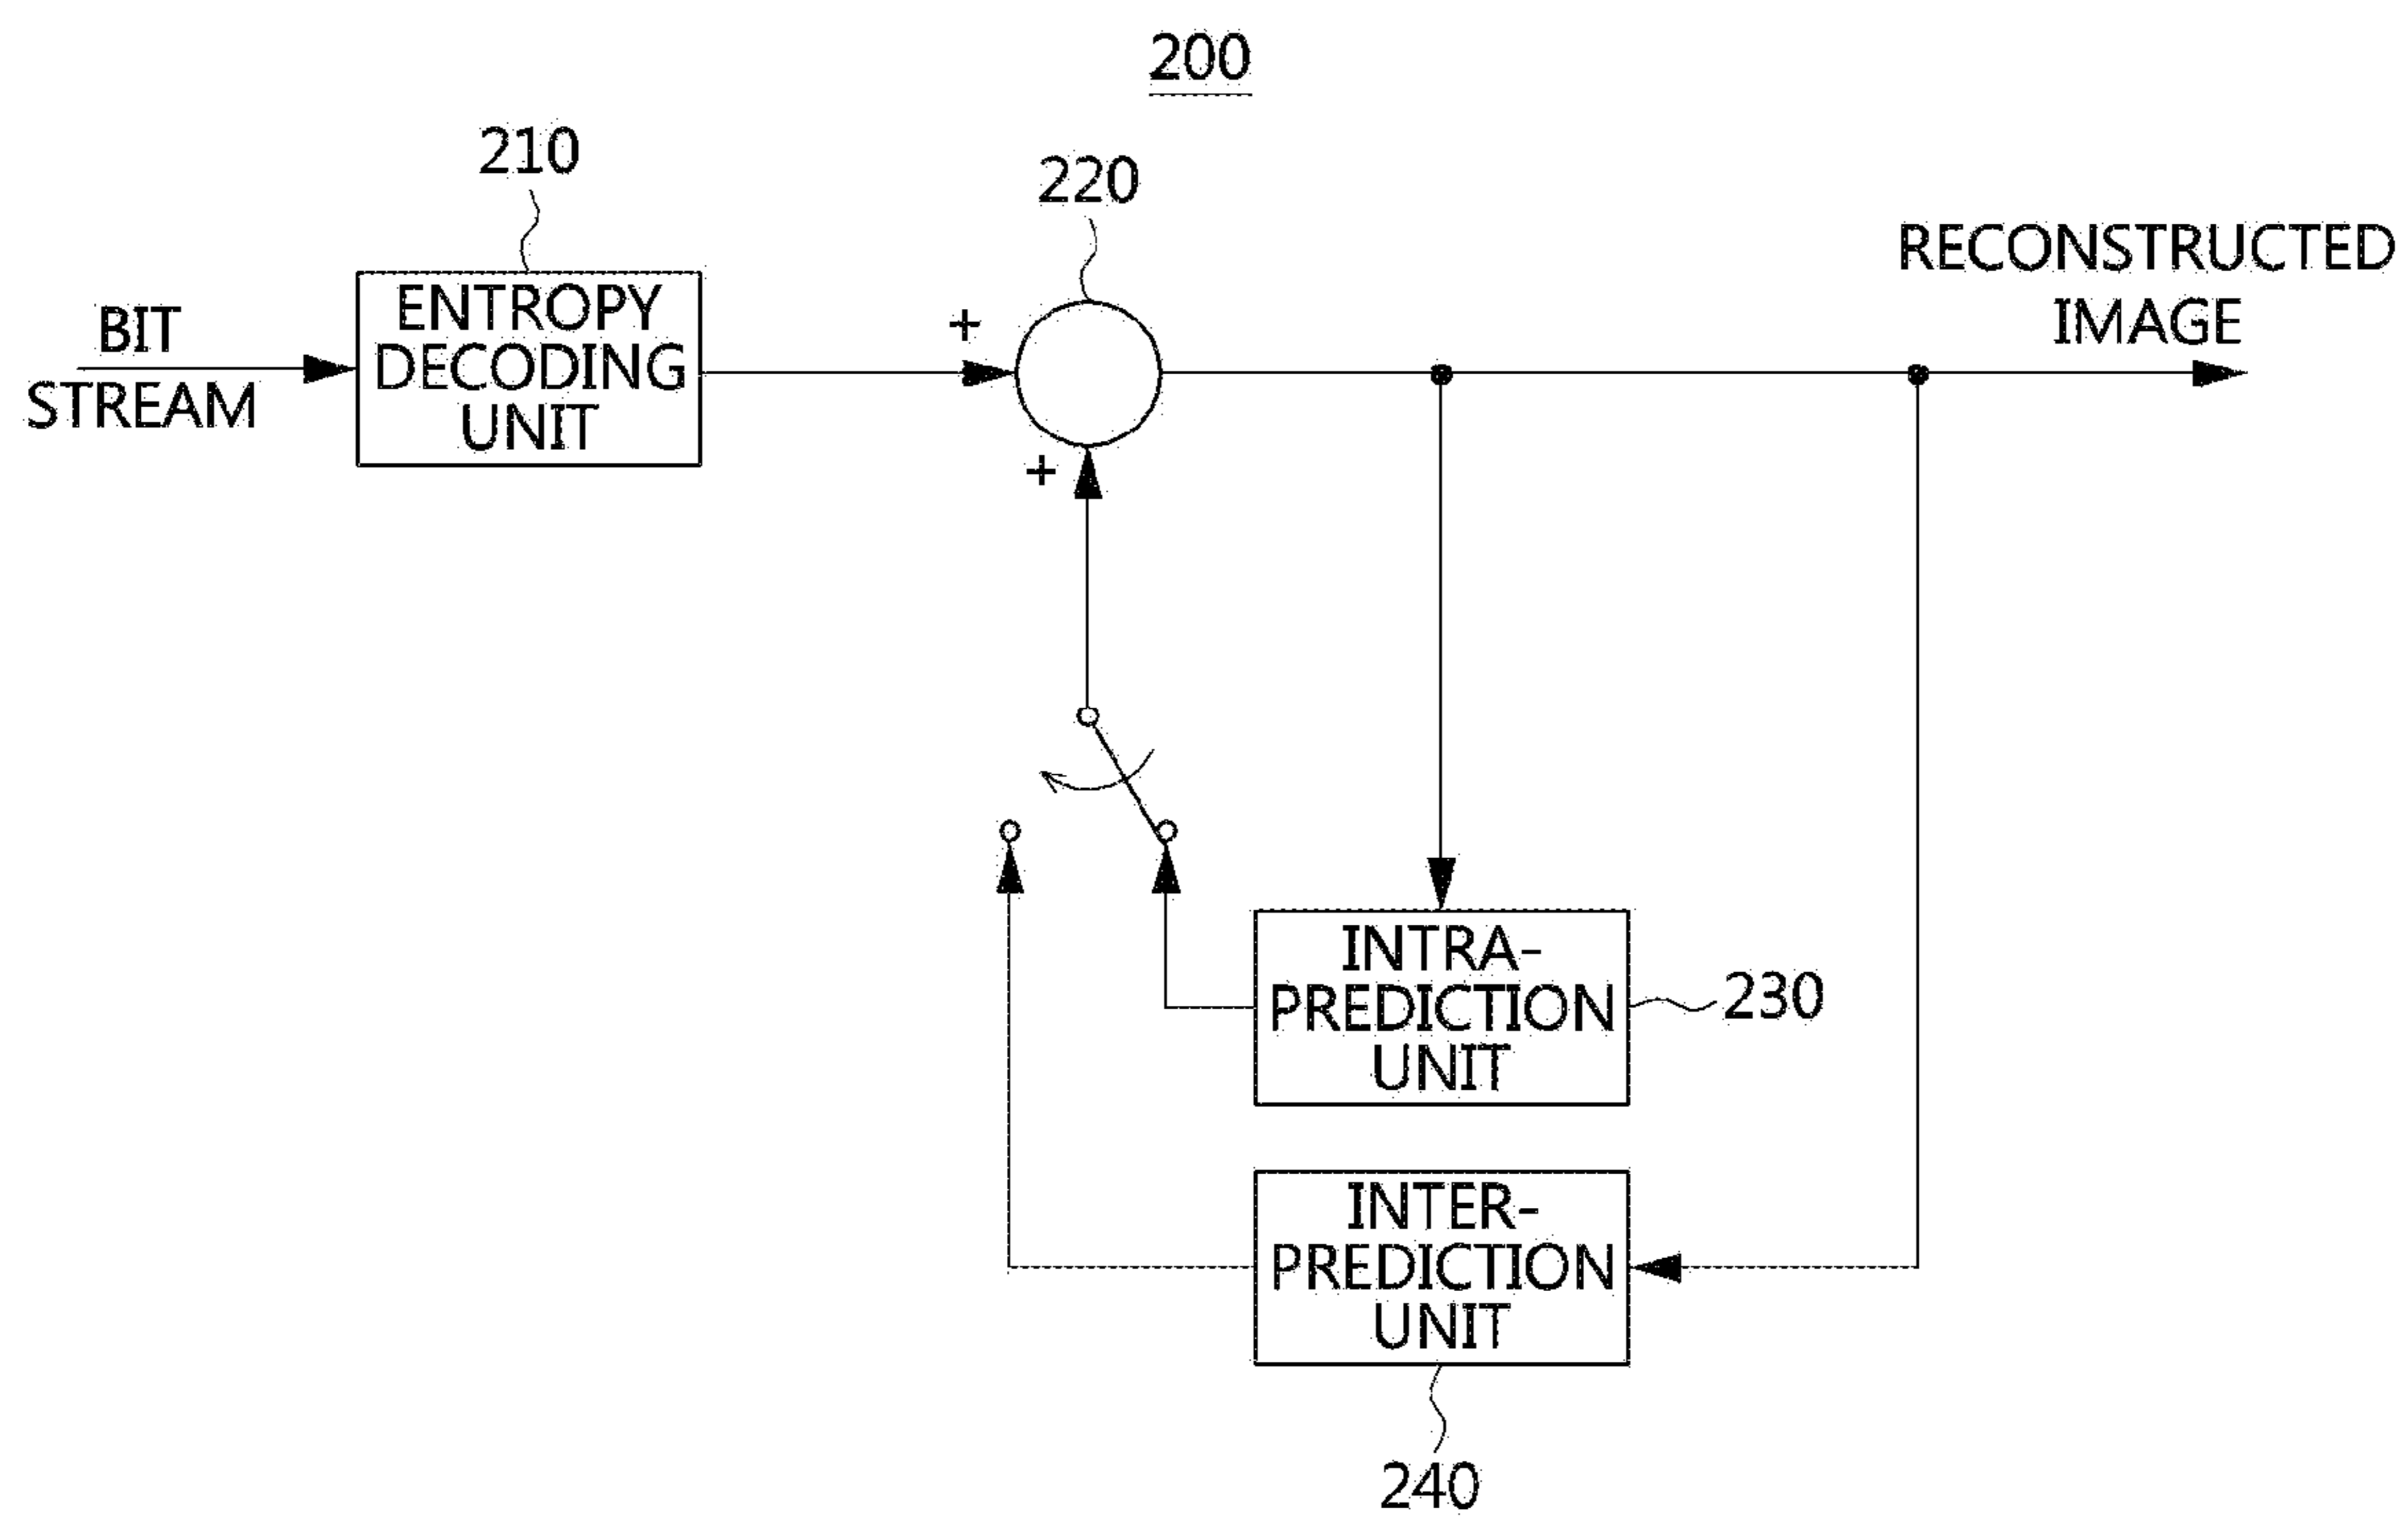 200
210
220
BIT
STREAM
ENTROPY
DECODING
UNIT
+
+
RECONSTRUCTED
IMAGE
INTRA-
PREDICTION
UNIT
230
INTER-
PREDICTION
UNIT
240